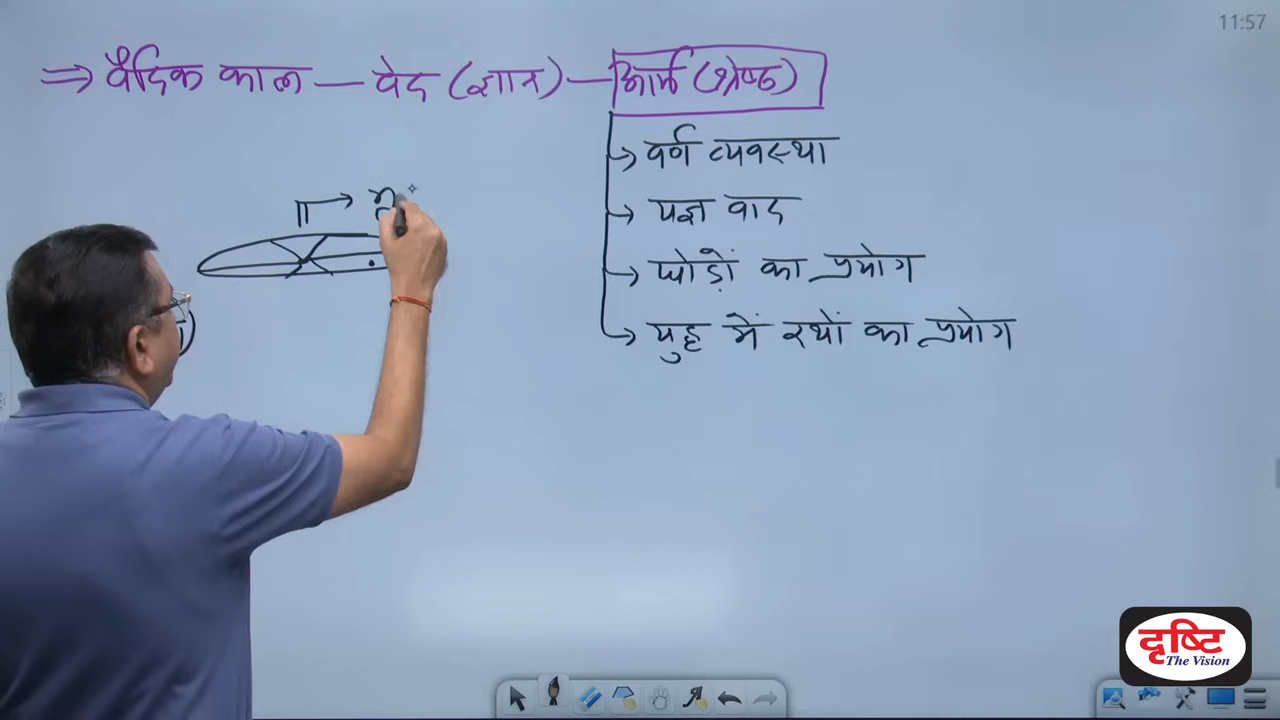 11:57
⇒ वैदिक काल — वेद (ज्ञान) — आर्य (श्रेष्ठ)
→ वर्ण व्यवस्था
→ यज्ञ वाद
→ घोड़ों का प्रयोग
→ युद्ध में रथों का प्रयोग
दृष्टि
The Vision